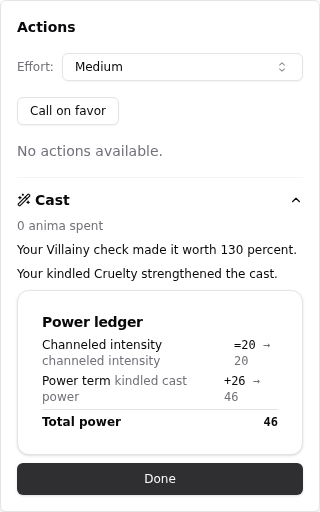 Actions
Effort: Medium
Call on favor
No actions available.
Cast
0 anima spent
Your Villainy check made it worth 130 percent.
Your kindled Cruelty strengthened the cast.
Power ledger
Channeled intensity =20 →
channeled intensity 20
Power term kindled cast +26 →
power 46
Total power 46
Done